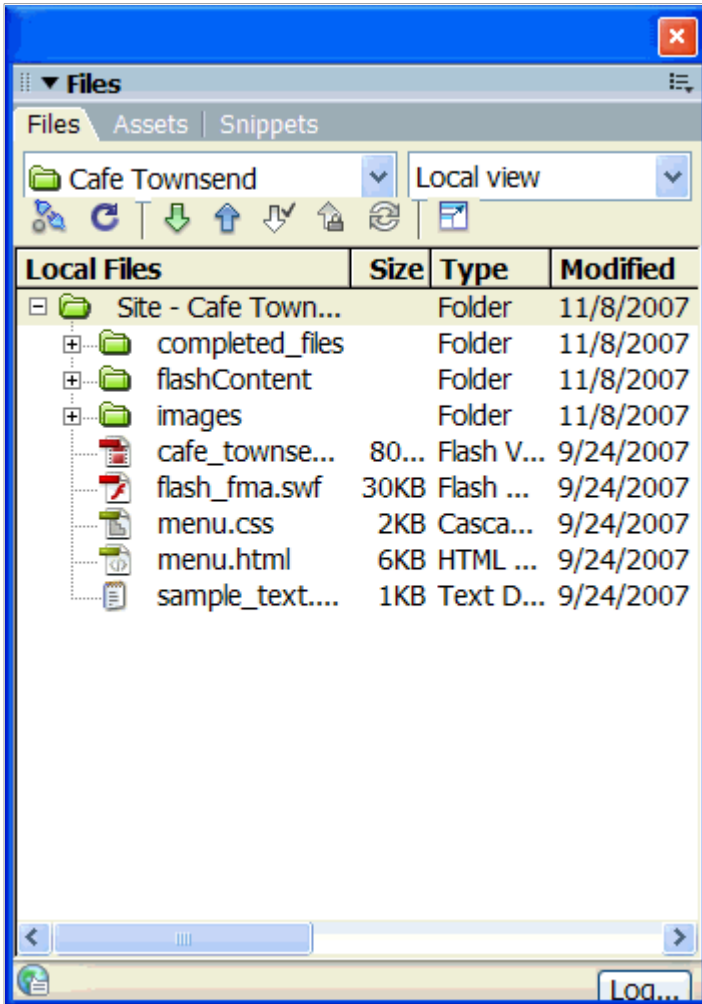 Files
Files Assets | Snippets
Cafe Townsend Local view
Local Files Size Type Modified
Site - Cafe Town... Folder 11/8/2007
completed_files Folder 11/8/2007
flashContent Folder 11/8/2007
images Folder 11/8/2007
cafe_townse... 80... Flash V... 9/24/2007
flash_fma.swf 30KB Flash ... 9/24/2007
menu.css 2KB Casca... 9/24/2007
menu.html 6KB HTML ... 9/24/2007
sample_text.... 1KB Text D... 9/24/2007
Log...